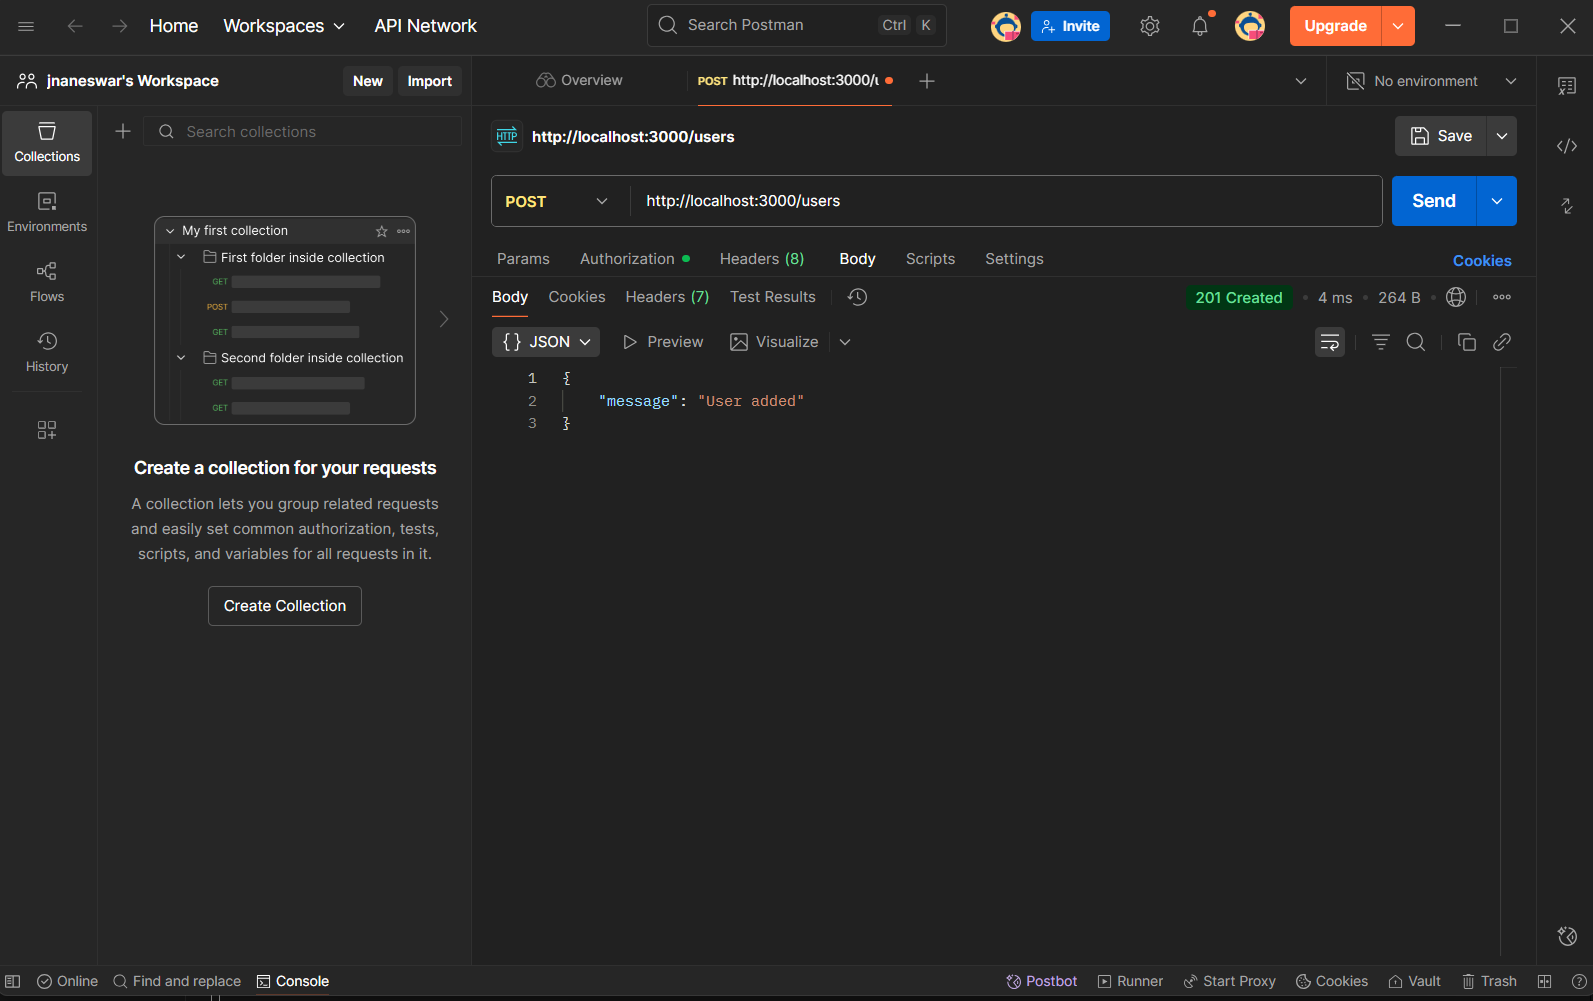 Home Workspaces API Network Search Postman Ctrl K Invite Upgrade
jnaneswar's Workspace New Import Overview POST http://localhost:3000/u No environment
Collections
Environments
Flows
History
Search collections
My first collection
First folder inside collection
GET
POST
GET
Second folder inside collection
GET
GET
Create a collection for your requests
A collection lets you group related requests
and easily set common authorization, tests,
scripts, and variables for all requests in it.
Create Collection
HTTP http://localhost:3000/users Save
POST http://localhost:3000/users Send
Params Authorization Headers (8) Body Scripts Settings Cookies
Body Cookies Headers (7) Test Results 201 Created 4 ms 264 B
{} JSON Preview Visualize
1 {
2 "message": "User added"
3 }
Online Find and replace Console Postbot Runner Start Proxy Cookies Vault Trash